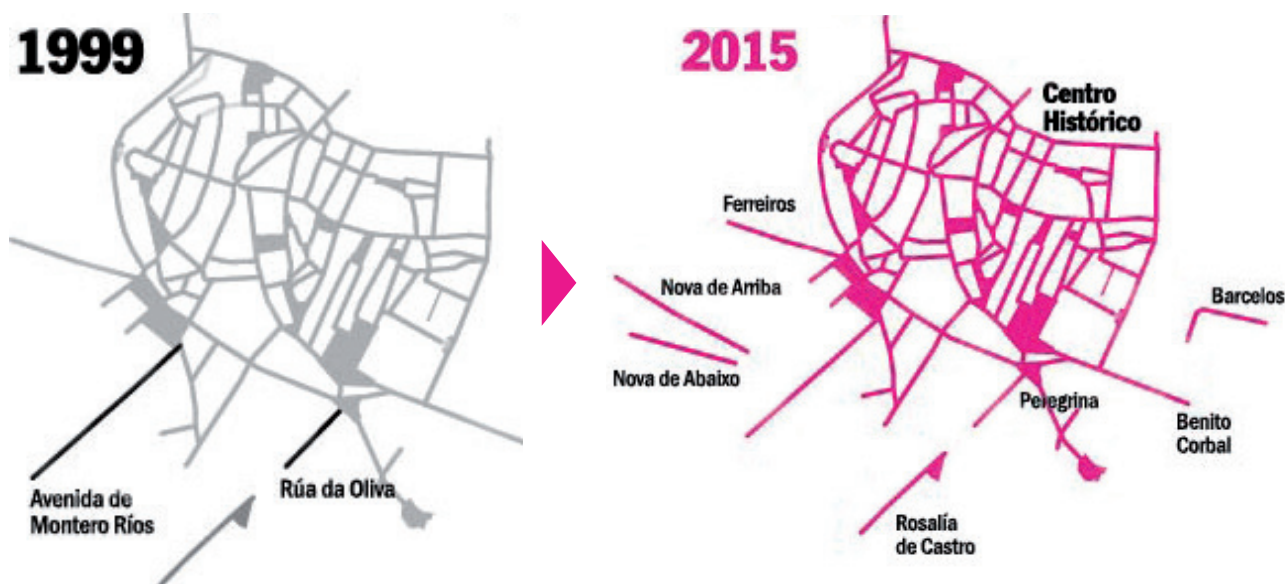 1999
Avenida de
Montero Ríos
Rúa da Oliva
2015
Centro
Histórico
Ferreiros
Nova de Arriba
Nova de Abaixo
Barcelos
Peregrina
Benito
Corbal
Rosalía
de Castro